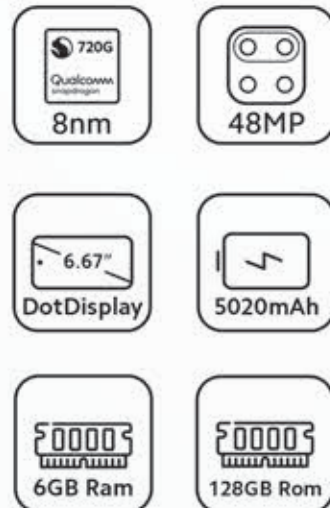 720G
Qualcomm
snapdragon
8nm
48MP
6.67"
DotDisplay
5020mAh
6GB Ram
128GB Rom